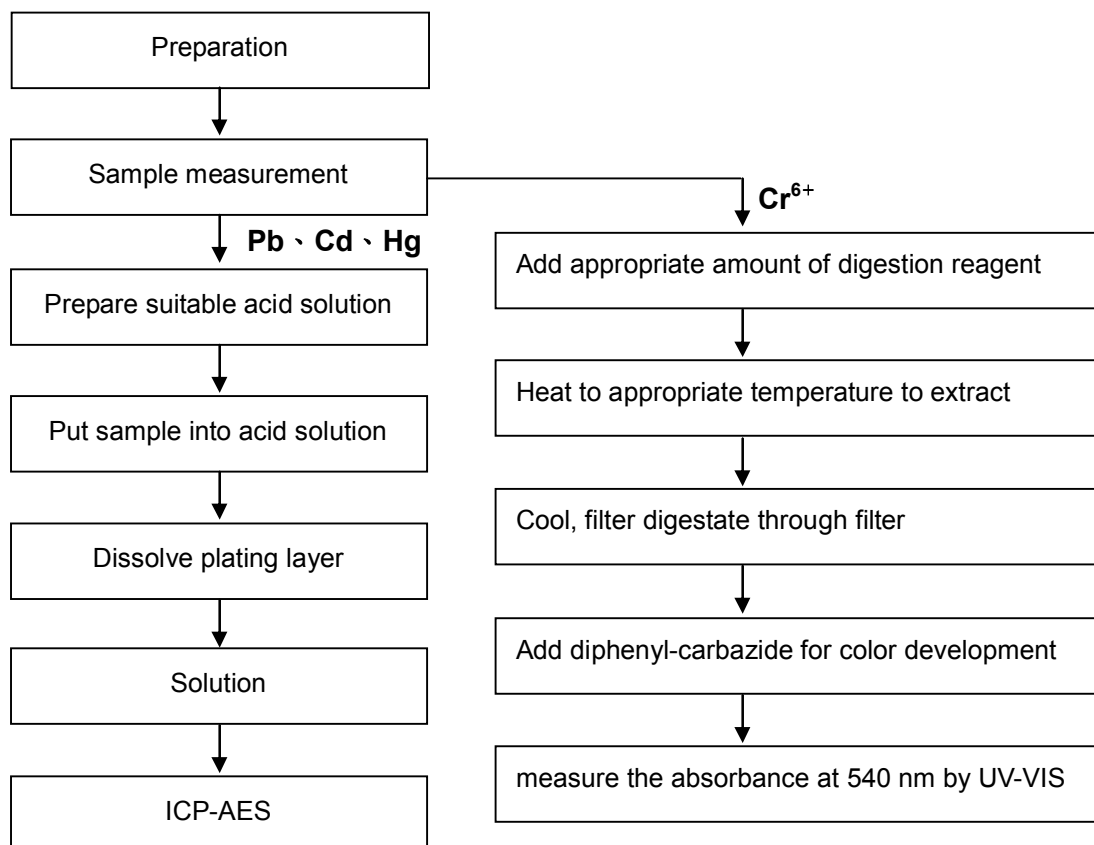 Preparation
Sample measurement
Pb、Cd、Hg
Prepare suitable acid solution
Put sample into acid solution
Dissolve plating layer
Solution
ICP-AES
Cr⁶⁺
Add appropriate amount of digestion reagent
Heat to appropriate temperature to extract
Cool, filter digestate through filter
Add diphenyl-carbazide for color development
measure the absorbance at 540 nm by UV-VIS